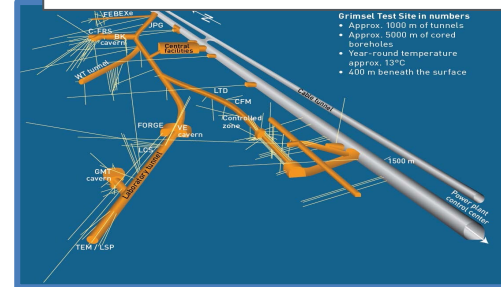 Grimsel Test Site in numbers
• Approx. 1000 m of tunnels
• Approx. 5000 m of cored
boreholes
• Year-round temperature
approx. 13°C
• 400 m beneath the surface
FEBEXe
JPG
C-FRS
BK
cavern
Central
facilities
WT tunnel
Cable tunnel
LTD
CFM
Controlled
zone
FORGE
VE
cavern
LCS
GMT
cavern
Laboratory tunnel
1500 m
Power plant
control center
TEM / LSP